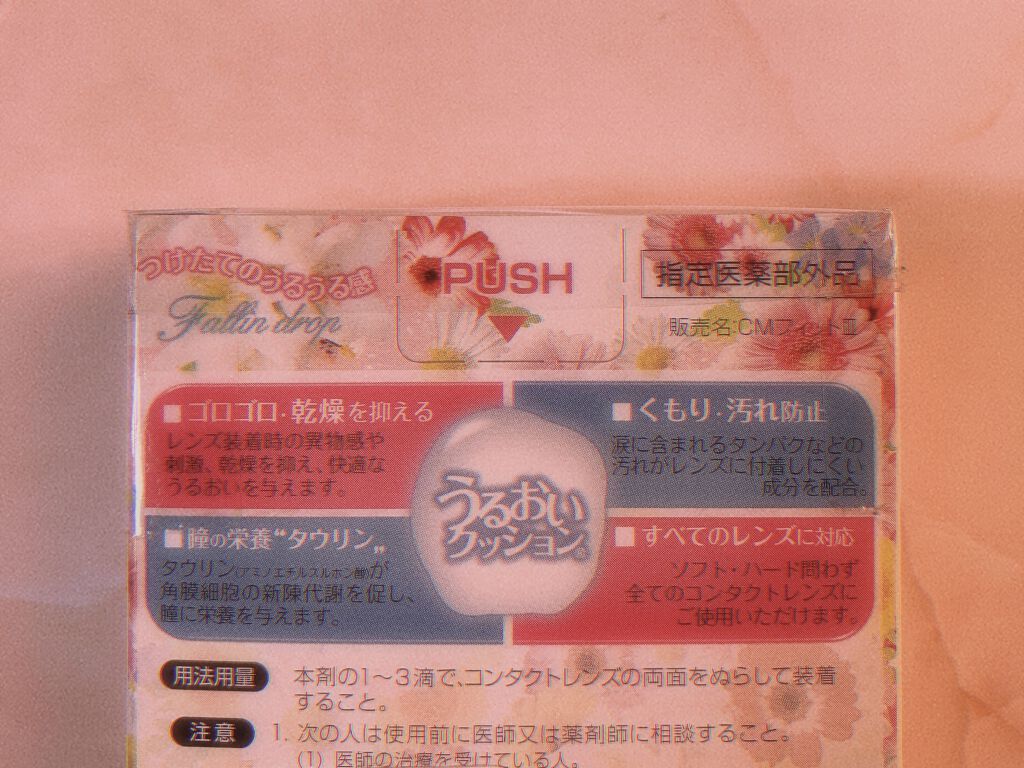 つけたてのうるうる感
Fallin drop
PUSH
指定医薬部外品
販売名:CMフィットⅢ
■ゴロゴロ・乾燥を抑える
レンズ装着時の異物感や
刺激、乾燥を抑え、快適な
うるおいを与えます。
■くもり・汚れ防止
涙に含まれるタンパクなどの
汚れがレンズに付着しにくい
成分を配合。
うるおい
クッション®
■瞳の栄養“タウリン„
タウリン(アミノエチルスルホン酸)が
角膜細胞の新陳代謝を促し、
瞳に栄養を与えます。
■すべてのレンズに対応
ソフト・ハード問わず
全てのコンタクトレンズに
ご使用いただけます。
用法用量 本剤の1〜3滴で、コンタクトレンズの両面をぬらして装着
すること。
注意 1. 次の人は使用前に医師又は薬剤師に相談すること。
(1) 医師の治療を受けている人。